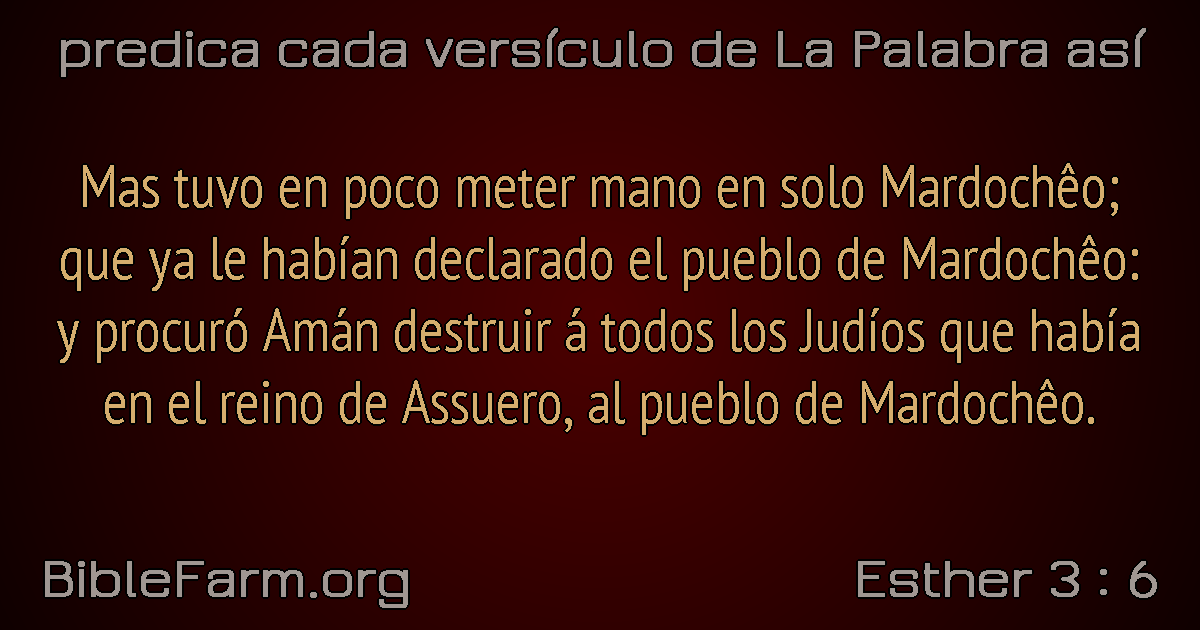 predica cada versículo de La Palabra así
Mas tuvo en poco meter mano en solo Mardochêo;
que ya le habían declarado el pueblo de Mardochêo:
y procuró Amán destruir á todos los Judíos que había
en el reino de Assuero, al pueblo de Mardochêo.
BibleFarm.org
Esther 3 : 6